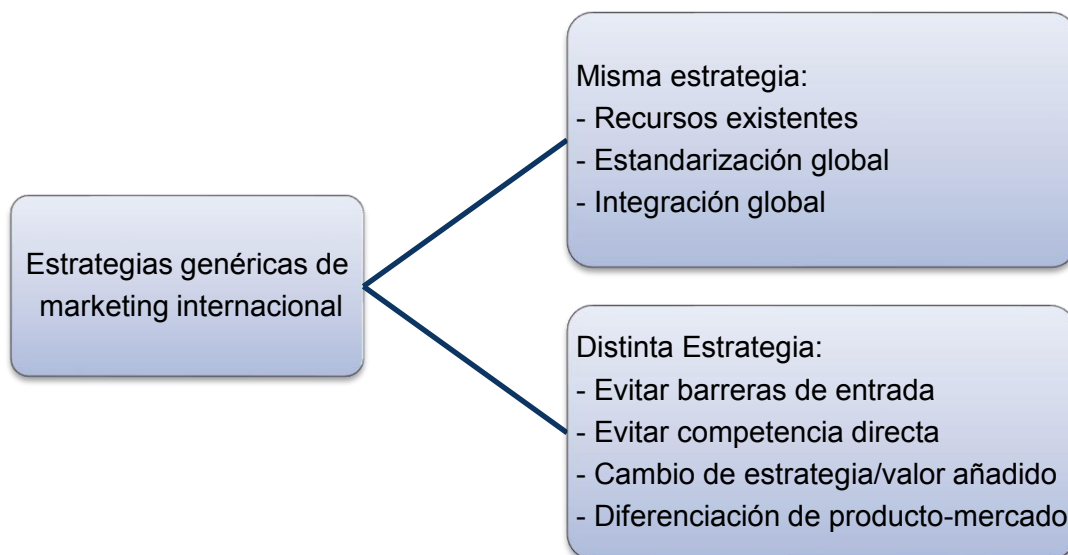 Estrategias genéricas de
marketing internacional
Misma estrategia:
- Recursos existentes
- Estandarización global
- Integración global
Distinta Estrategia:
- Evitar barreras de entrada
- Evitar competencia directa
- Cambio de estrategia/valor añadido
- Diferenciación de producto-mercado